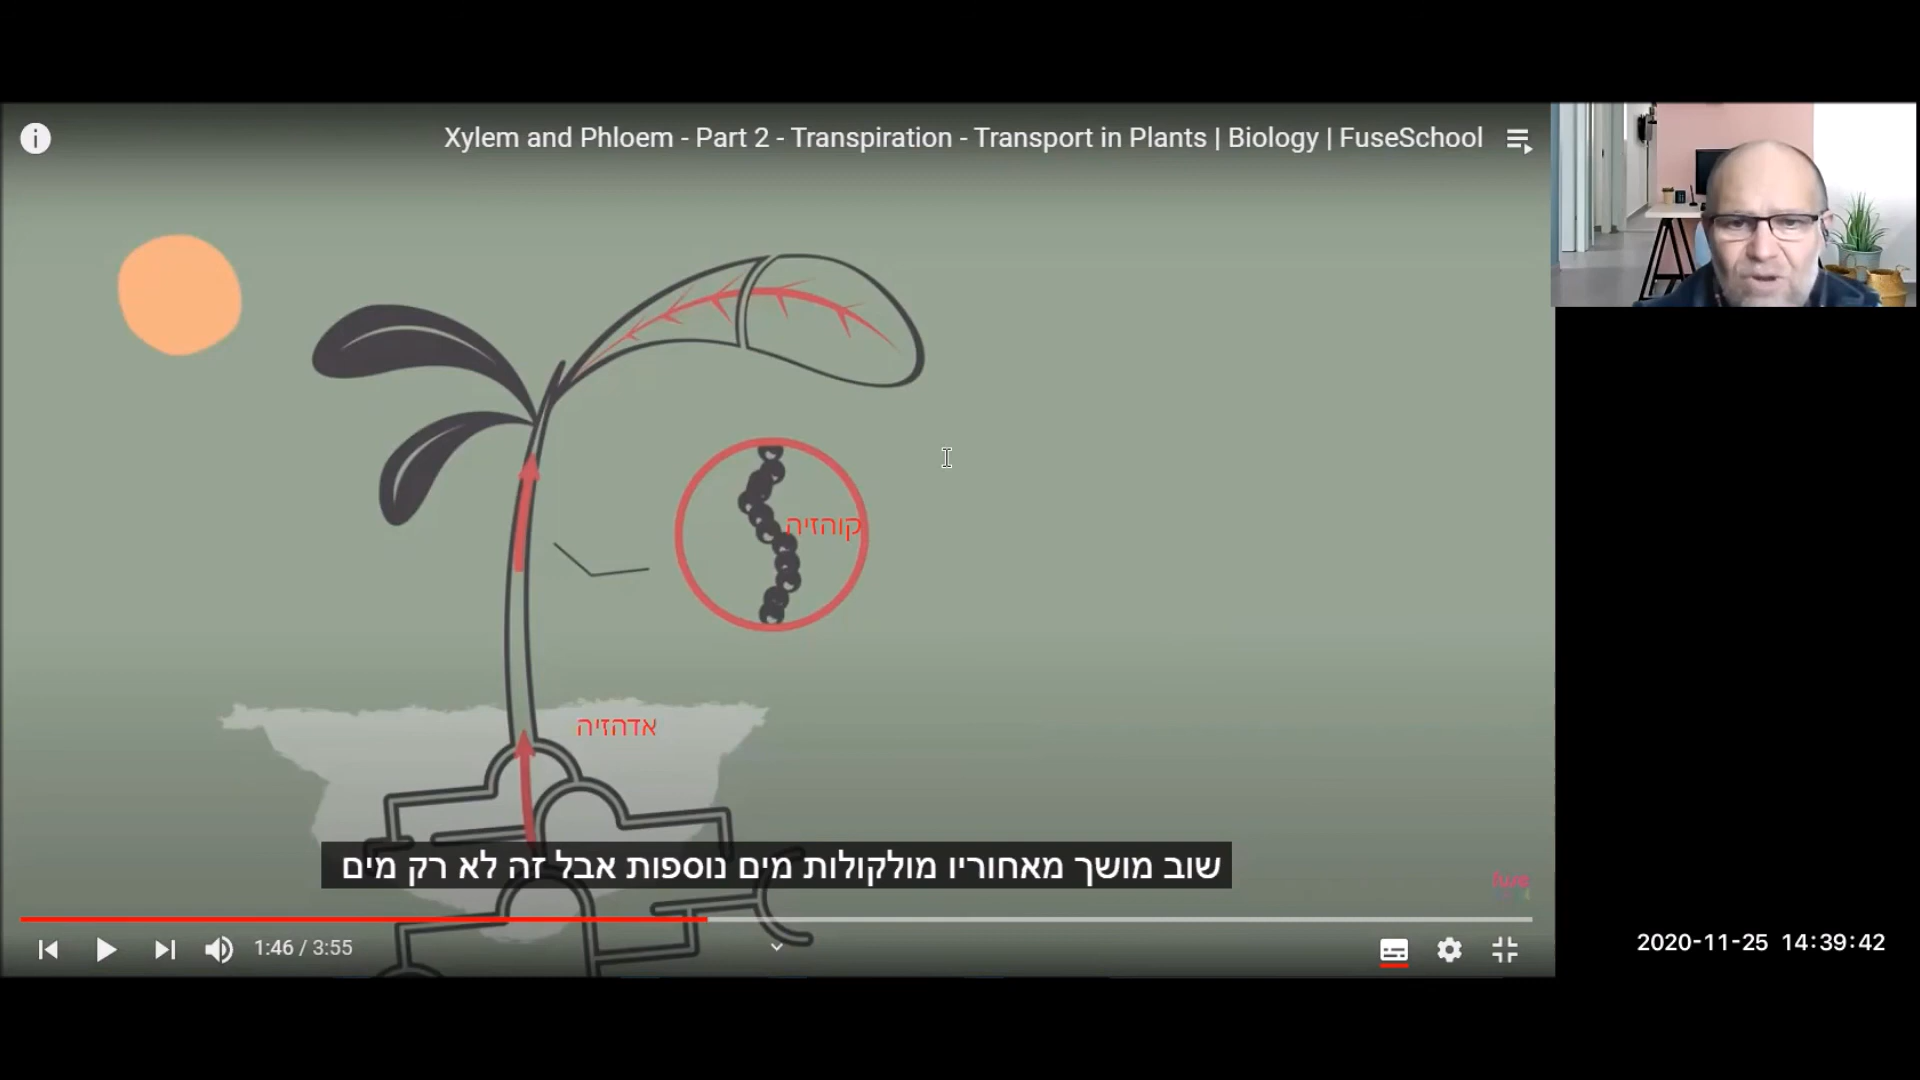 Xylem and Phloem - Part 2 - Transpiration - Transport in Plants | Biology | FuseSchool
קוהזיה
אדהזיה
שוב מושך מאחוריו מולקולות מים נוספות אבל זה לא רק מים
fuse
1:46 / 3:55
2020-11-25 14:39:42